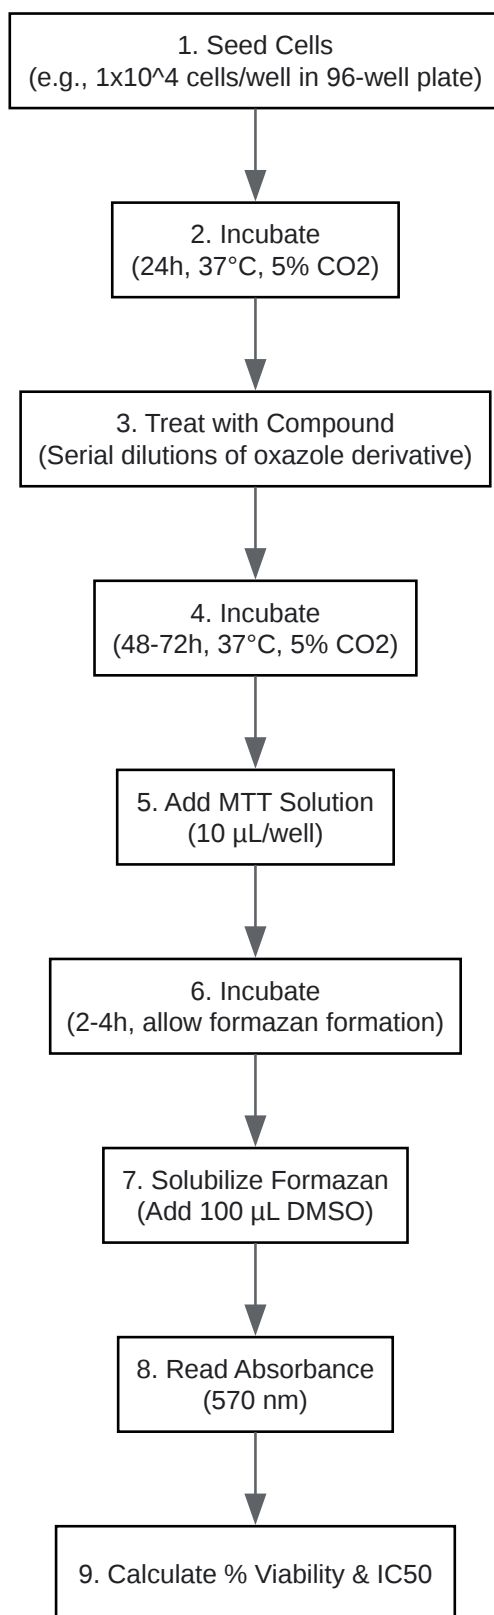 1. Seed Cells
(e.g., 1x10^4 cells/well in 96-well plate)
2. Incubate
(24h, 37°C, 5% CO2)
3. Treat with Compound
(Serial dilutions of oxazole derivative)
4. Incubate
(48-72h, 37°C, 5% CO2)
5. Add MTT Solution
(10 µL/well)
6. Incubate
(2-4h, allow formazan formation)
7. Solubilize Formazan
(Add 100 µL DMSO)
8. Read Absorbance
(570 nm)
9. Calculate % Viability & IC50